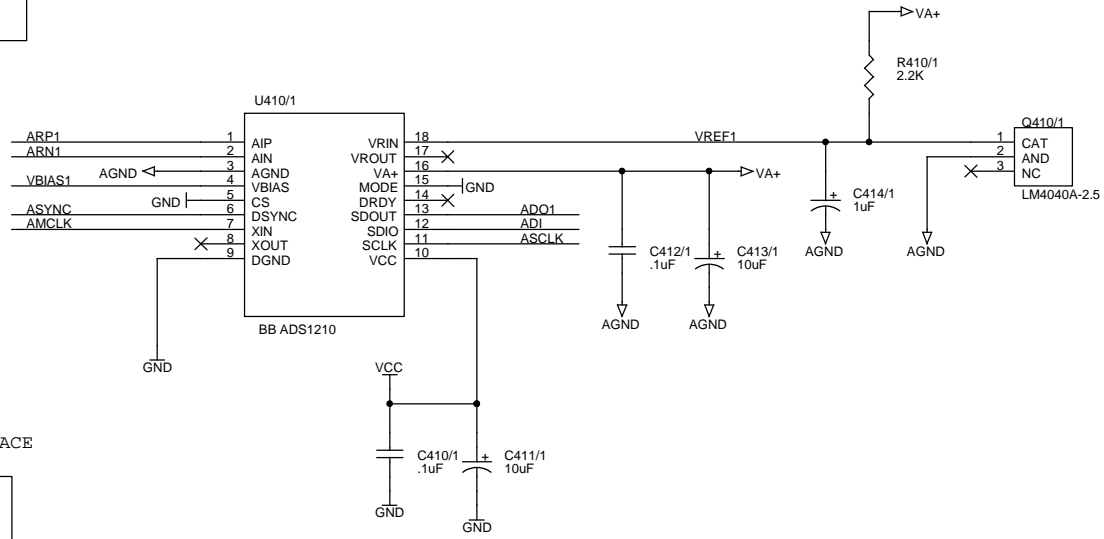 VA+
R410/1
2.2K
U410/1
Q410/1
ARP1 1 AIP VRIN 18 VREF1 1 CAT
ARN1 2 AIN VROUT 17 2 AND
AGND 3 AGND VA+ 16 VA+ 3 NC
VBIAS1 4 VBIAS MODE 15 GND
GND 5 CS DRDY 14
ASYNC 6 DSYNC SDOUT 13 ADO1
AMCLK 7 XIN SDIO 12 ADI
8 XOUT SCLK 11 ASCLK
9 DGND VCC 10
LM4040A-2.5
+ C414/1
1uF
AGND
AGND
C412/1
.1uF
+ C413/1
10uF
AGND
AGND
BB ADS1210
GND
VCC
ACE
C410/1
.1uF
+ C411/1
10uF
GND
GND